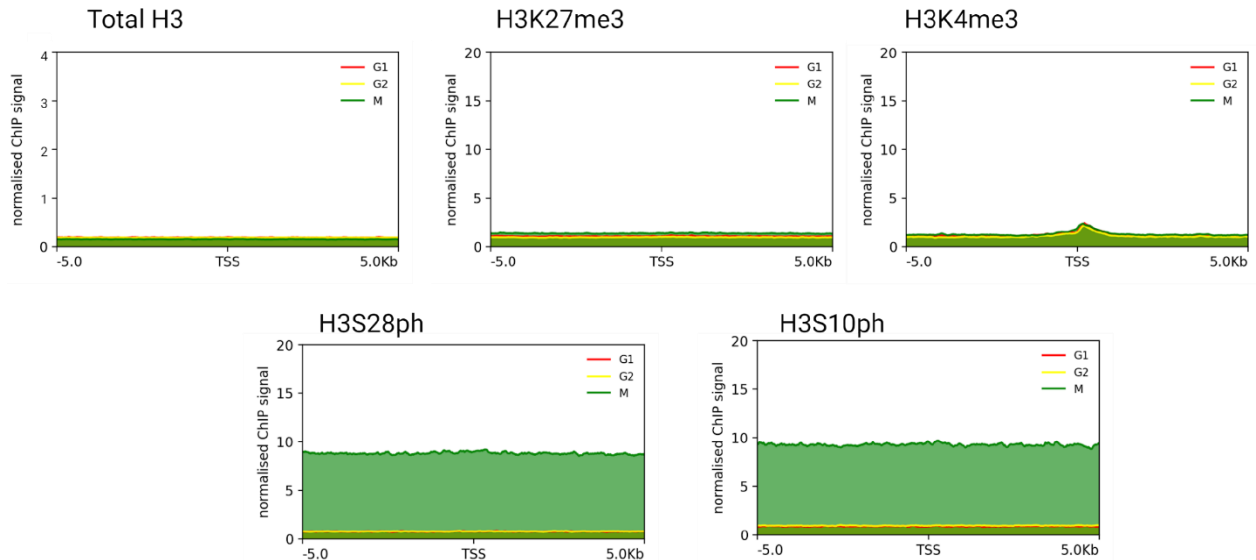 Total H3
normalised ChIP signal
4
3
2
1
0
G1
G2
M
-5.0 TSS 5.0Kb
H3K27me3
normalised ChIP signal
20
15
10
5
0
G1
G2
M
-5.0 TSS 5.0Kb
H3K4me3
normalised ChIP signal
20
15
10
5
0
G1
G2
M
-5.0 TSS 5.0Kb
H3S28ph
normalised ChIP signal
20
15
10
5
0
G1
G2
M
-5.0 TSS 5.0Kb
H3S10ph
normalised ChIP signal
20
15
10
5
0
G1
G2
M
-5.0 TSS 5.0Kb